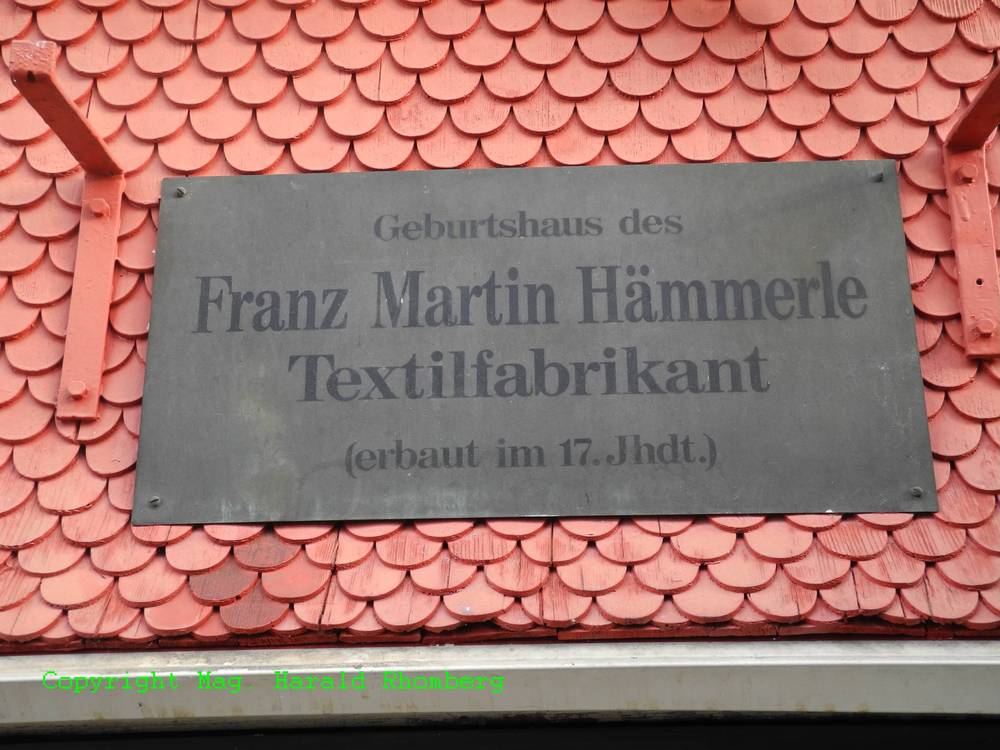 Geburtshaus des
Franz Martin Hämmerle
Textilfabrikant
(erbaut im 17. Jhdt.)
Copyright Mag. Harald Rhomberg